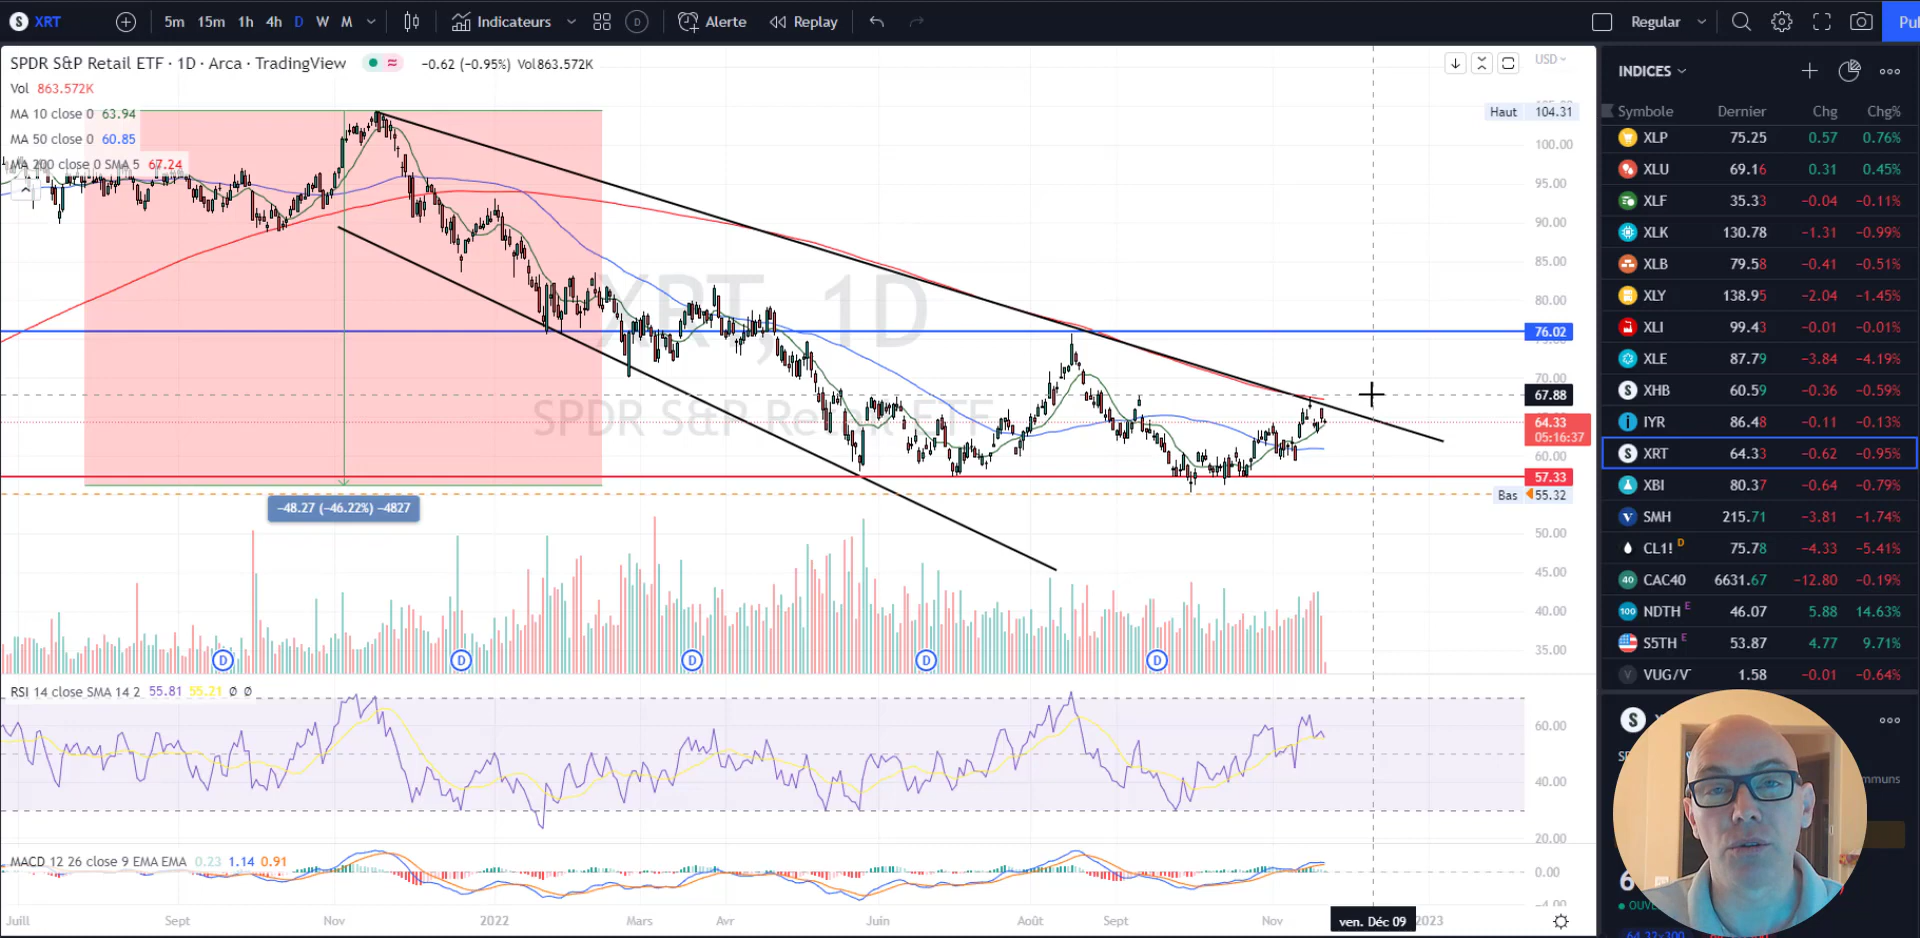 S XRT 5m 15m 1h 4h D W M Indicateurs D Alerte Replay Regular Pu
SPDR S&P Retail ETF · 1D · Arca · TradingView −0.62 (−0.95%) Vol863.572K
Vol 863.572K
MA 10 close 0 63.94
MA 50 close 0 60.85
MA 200 close 0 SMA 5 67.24
XRT, 1D
SPDR S&P Retail ETF
−48.27 (−46.22%) −4827
USD
Haut 104.31
100.00
95.00
90.00
85.00
80.00
76.02
70.00
67.88
64.33
05:16:37
60.00
57.33
Bas 55.32
50.00
45.00
40.00
35.00
D D D D D
RSI 14 close SMA 14 2 55.81 55.21 Ø Ø
60.00
40.00
20.00
MACD 12 26 close 9 EMA EMA 0.23 1.14 0.91
0.00
−4.00
Juill Sept Nov 2022 Mars Avr Juin Août Sept Nov ven. Déc 09 2023
INDICES
Symbole Dernier Chg Chg%
XLP 75.25 0.57 0.76%
XLU 69.16 0.31 0.45%
XLF 35.33 −0.04 −0.11%
XLK 130.78 −1.31 −0.99%
XLB 79.58 −0.41 −0.51%
XLY 138.95 −2.04 −1.45%
XLI 99.43 −0.01 −0.01%
XLE 87.79 −3.84 −4.19%
S XHB 60.59 −0.36 −0.59%
IYR 86.48 −0.11 −0.13%
S XRT 64.33 −0.62 −0.95%
XBI 80.37 −0.64 −0.79%
V SMH 215.71 −3.81 −1.74%
CL1! D 75.78 −4.33 −5.41%
40 CAC40 6631.67 −12.80 −0.19%
100 NDTH E 46.07 5.88 14.63%
S5TH E 53.87 4.77 9.71%
V VUG/V 1.58 −0.01 −0.64%
S